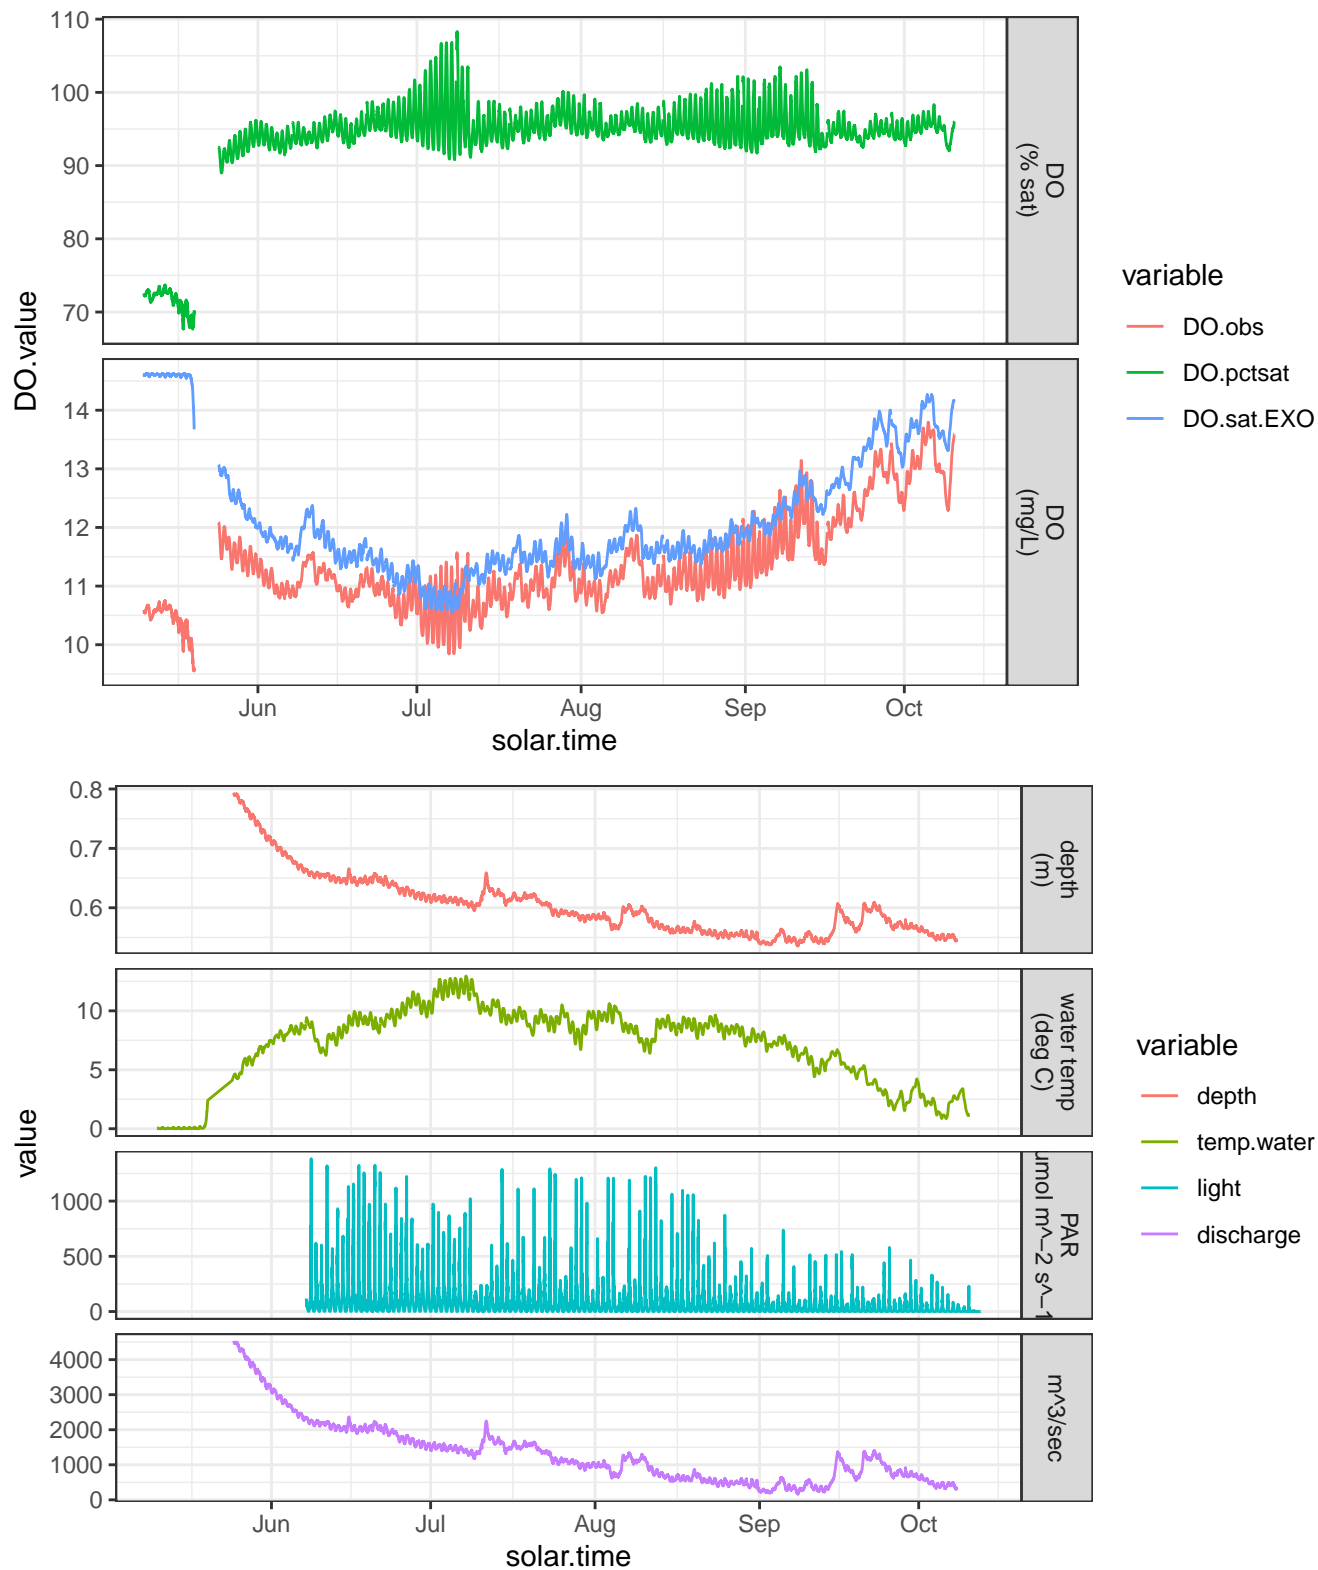 110
100
90
80
70
DO
(% sat)
14
13
12
11
10
DO
(mg/L)
DO.value
Jun
Jul
Aug
Sep
Oct
solar.time
variable
DO.obs
DO.pctsat
DO.sat.EXO
0.8
0.7
0.6
depth
(m)
10
5
0
water temp
(deg C)
1000
500
0
PAR
umol m^-2 s^-1
4000
3000
2000
1000
0
m^3/sec
value
Jun
Jul
Aug
Sep
Oct
solar.time
variable
depth
temp.water
light
discharge